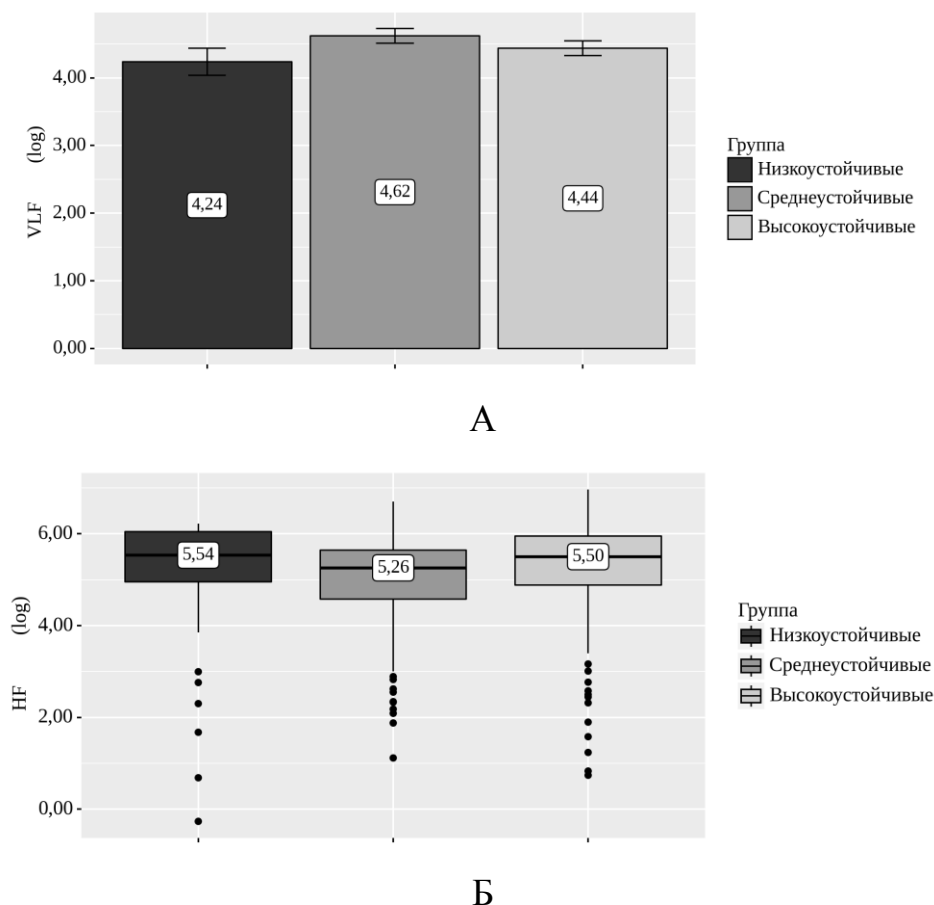 4,00
3,00
2,00
1,00
0,00
VLF (log)
4,24
4,62
4,44
Группа
Низкоустойчивые
Среднеустойчивые
Высокоустойчивые
А
6,00
4,00
2,00
0,00
HF (log)
5,54
5,26
5,50
Группа
Низкоустойчивые
Среднеустойчивые
Высокоустойчивые
Б